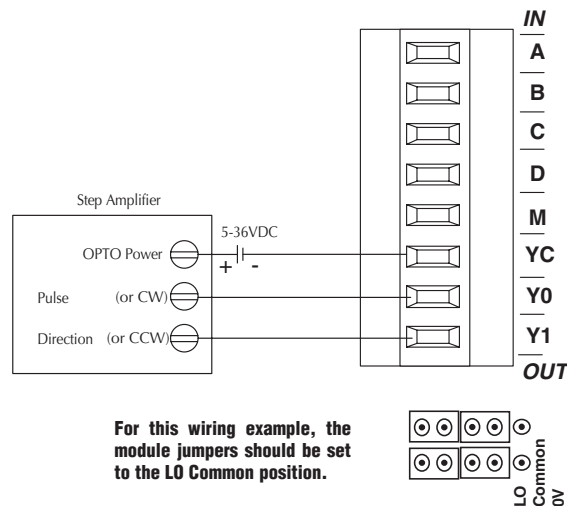 IN
A
B
C
D
M
YC
Y0
Y1
OUT
Step Amplifier
5-36VDC
OPTO Power
+ -
Pulse (or CW)
Direction (or CCW)
For this wiring example, the
module jumpers should be set
to the LO Common position.
LO
Common
0V